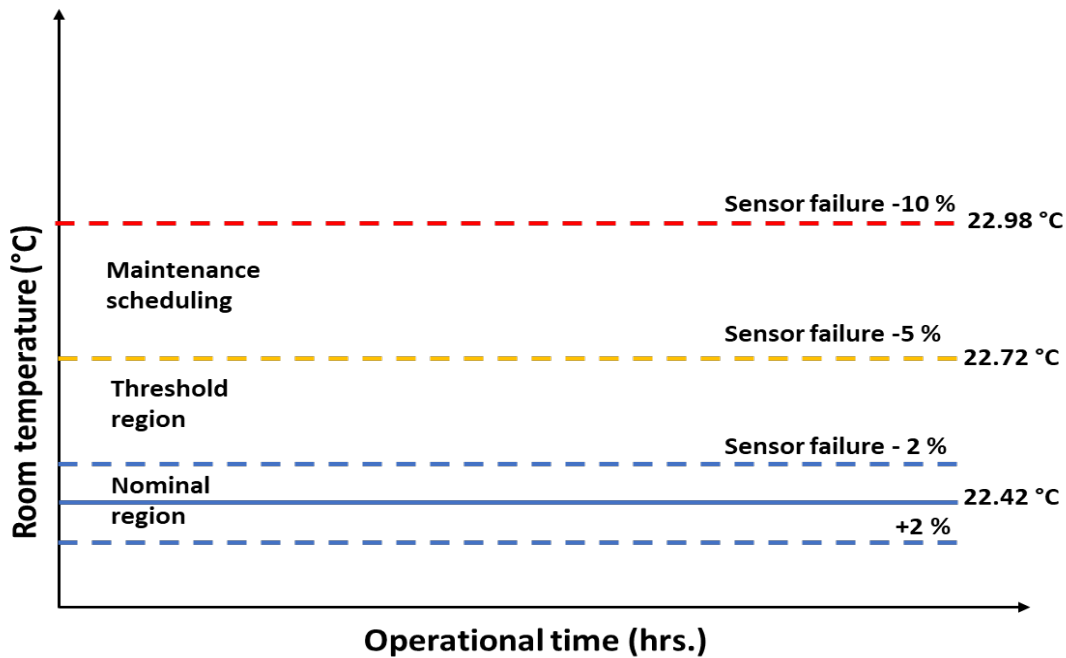 Sensor failure -10 %
22.98 °C
Maintenance
scheduling
Sensor failure -5 %
22.72 °C
Threshold
region
Sensor failure - 2 %
Nominal
region
22.42 °C
+2 %
Room temperature (°C)
Operational time (hrs.)